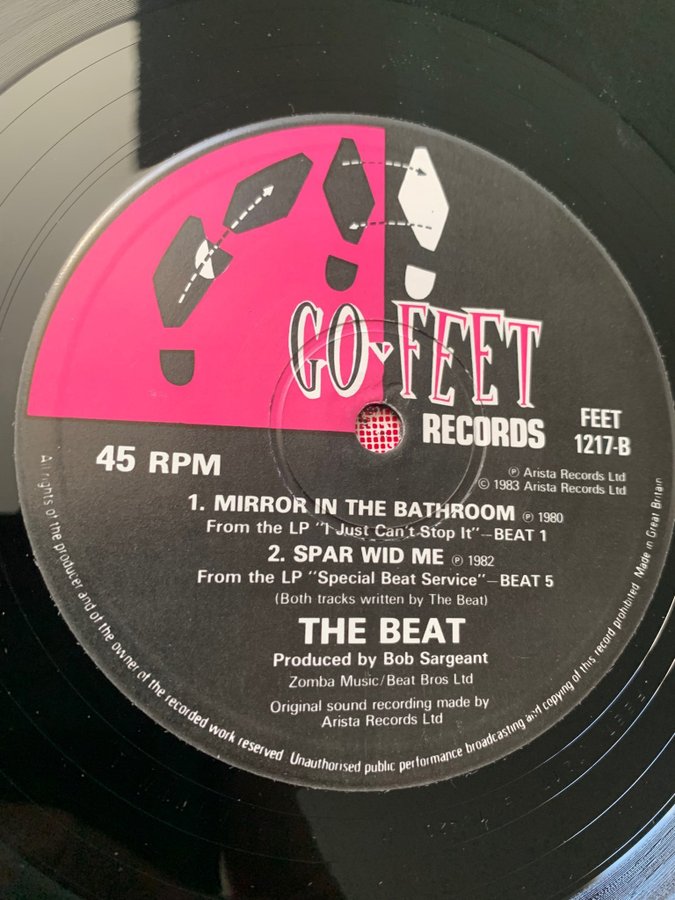 GO FEET
RECORDS
FEET
1217-B
45 RPM
Ⓟ Arista Records Ltd
© 1983 Arista Records Ltd
1. MIRROR IN THE BATHROOM Ⓟ 1980
From the LP "I Just Can't Stop It"—BEAT 1
2. SPAR WID ME Ⓟ 1982
From the LP "Special Beat Service"—BEAT 5
(Both tracks written by The Beat)
THE BEAT
Produced by Bob Sargeant
Zomba Music/Beat Bros Ltd
Original sound recording made by
Arista Records Ltd
All rights of the producer and of the owner of the recorded work reserved Unauthorised public performance broadcasting and copying of this record prohibited Made in Great Britain